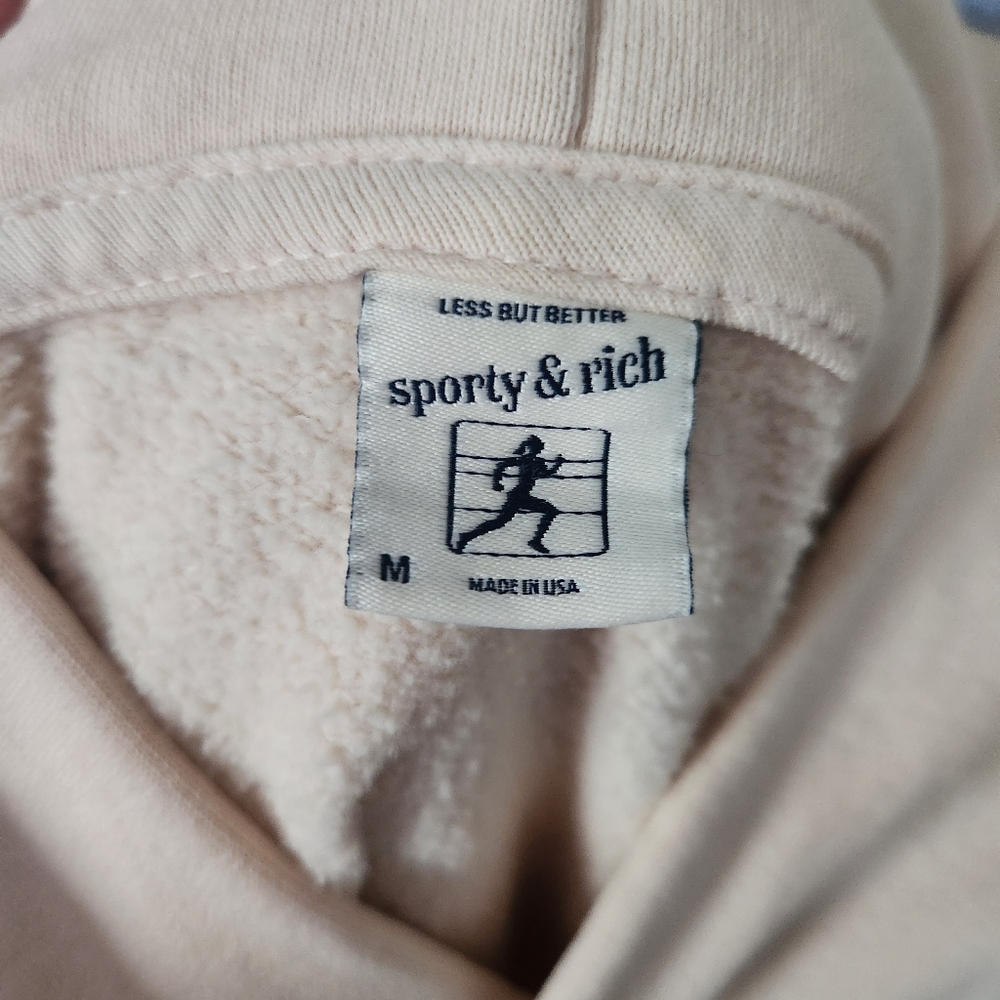 LESS BUT BETTER
sporty & rich
M
MADE IN USA